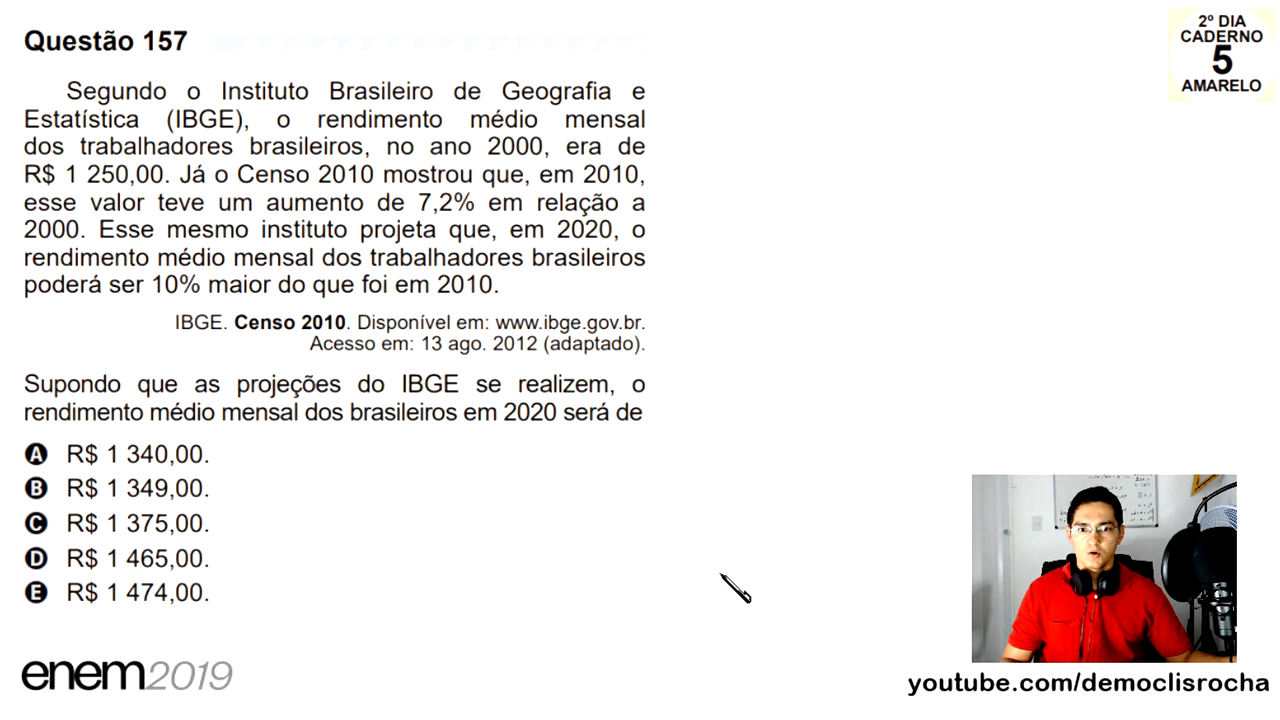 Questão 157
2º DIA
CADERNO
5
AMARELO
Segundo o Instituto Brasileiro de Geografia e
Estatística (IBGE), o rendimento médio mensal
dos trabalhadores brasileiros, no ano 2000, era de
R$ 1 250,00. Já o Censo 2010 mostrou que, em 2010,
esse valor teve um aumento de 7,2% em relação a
2000. Esse mesmo instituto projeta que, em 2020, o
rendimento médio mensal dos trabalhadores brasileiros
poderá ser 10% maior do que foi em 2010.
IBGE. Censo 2010. Disponível em: www.ibge.gov.br.
Acesso em: 13 ago. 2012 (adaptado).
Supondo que as projeções do IBGE se realizem, o
rendimento médio mensal dos brasileiros em 2020 será de
A R$ 1 340,00.
B R$ 1 349,00.
C R$ 1 375,00.
D R$ 1 465,00.
E R$ 1 474,00.
enem2019
youtube.com/democlisrocha